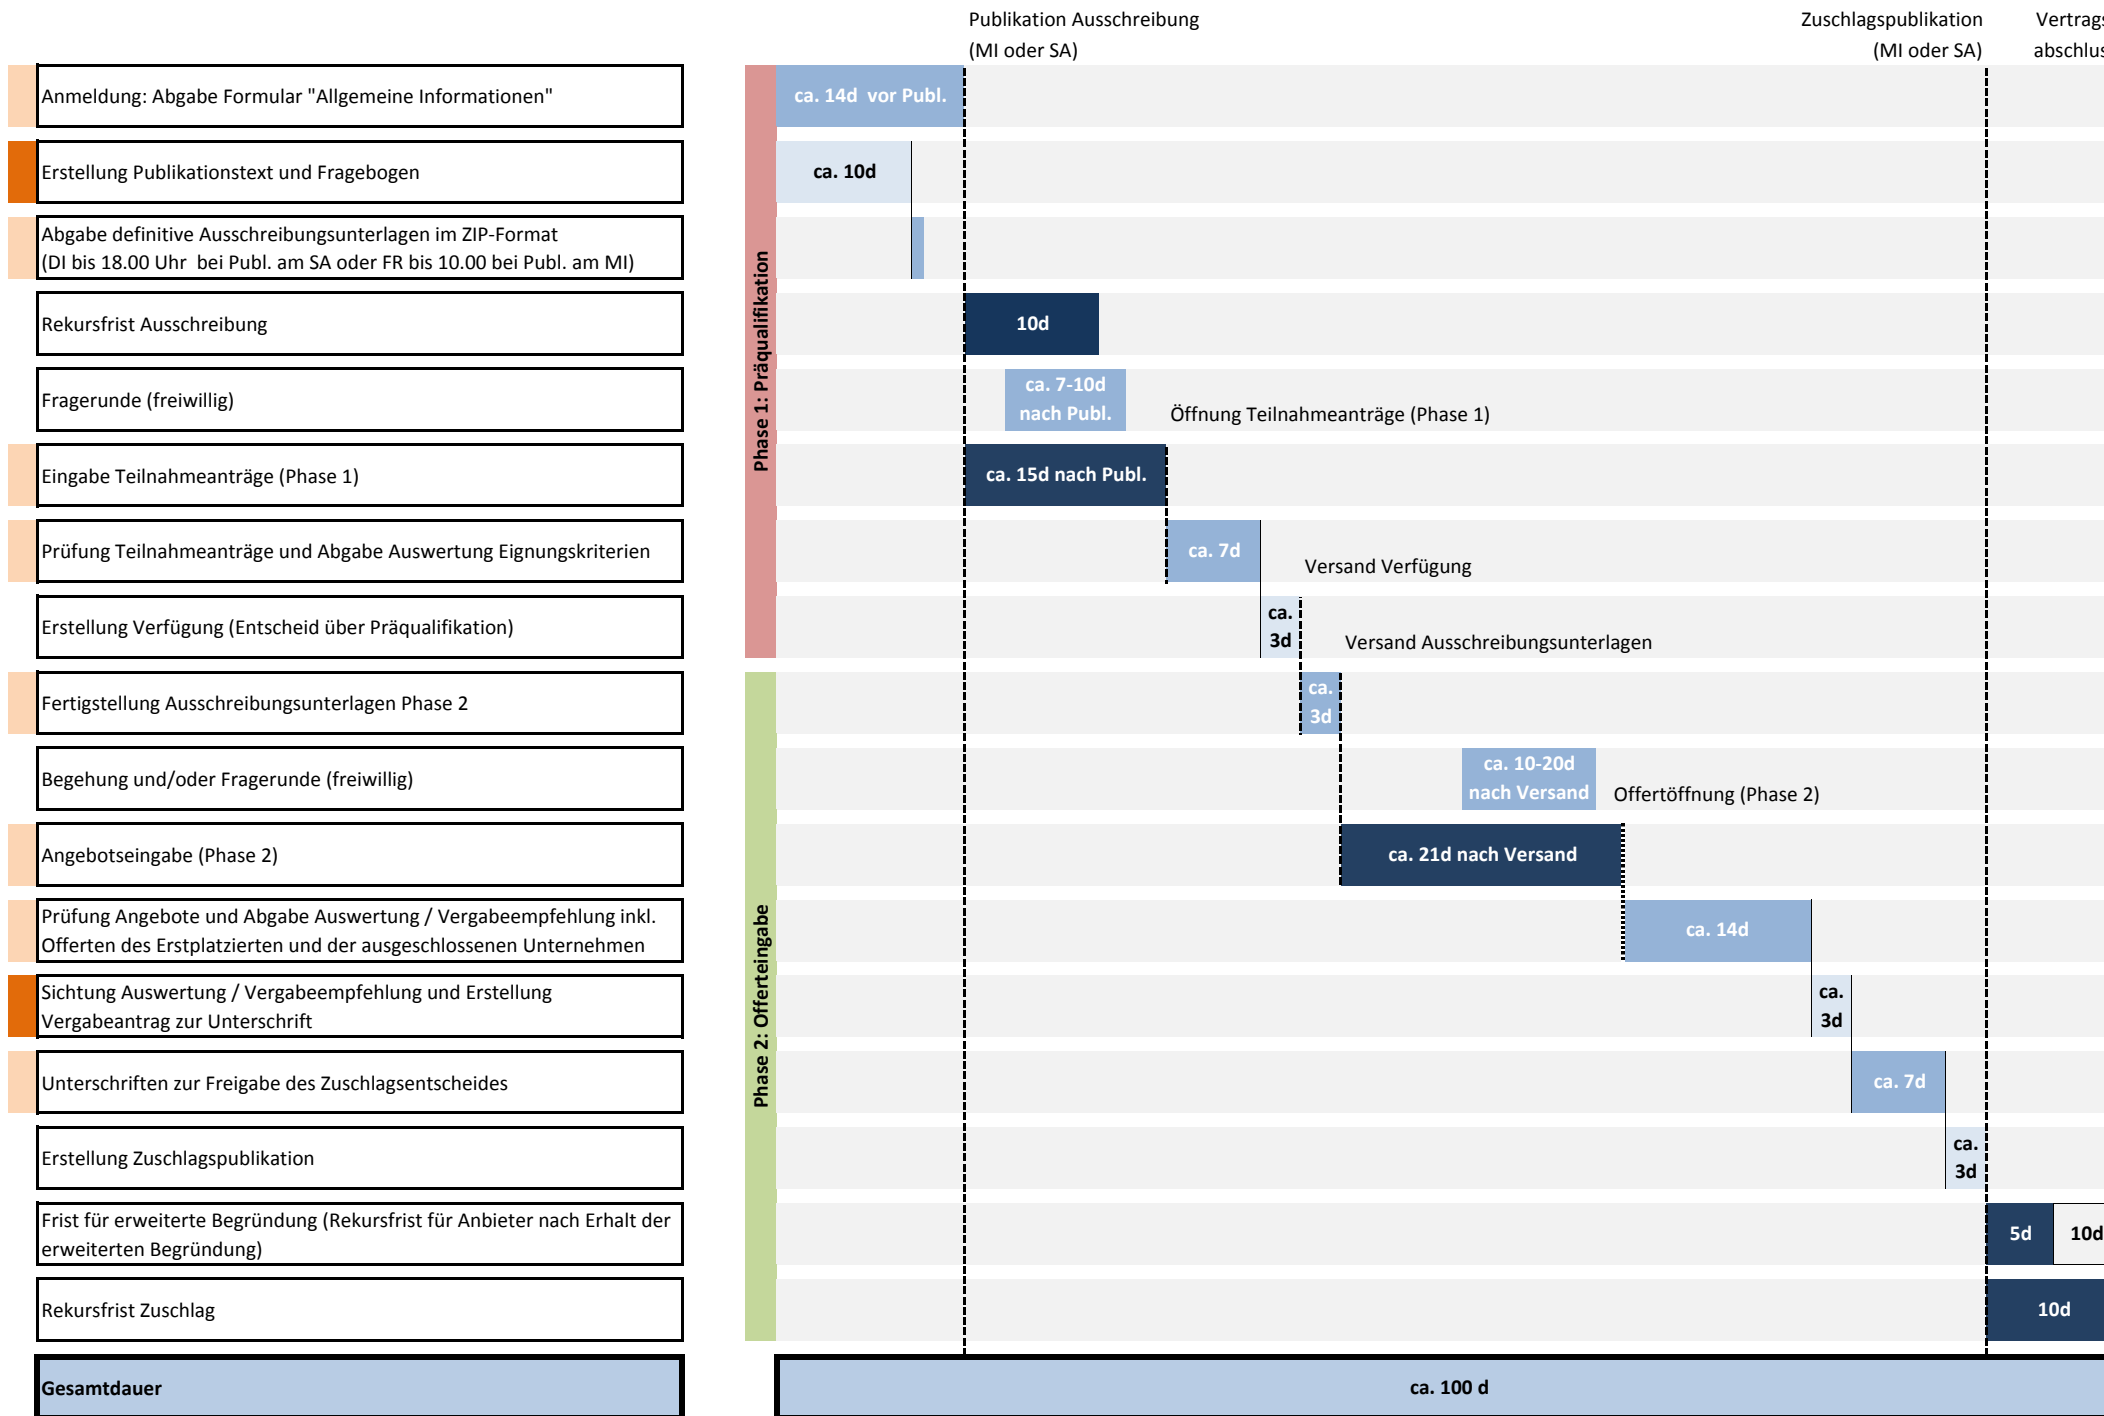 Publikation Ausschreibung
(MI oder SA)
Zuschlagspublikation
(MI oder SA)
Vertrags
abschlus
Anmeldung: Abgabe Formular "Allgemeine Informationen"
ca. 14d  vor Publ.
Erstellung Publikationstext und Fragebogen
ca. 10d
Abgabe definitive Ausschreibungsunterlagen im ZIP-Format
(DI bis 18.00 Uhr  bei Publ. am SA oder FR bis 10.00 bei Publ. am MI)
Phase 1: Präqualifikation
Rekursfrist Ausschreibung
10d
Fragerunde (freiwillig)
ca. 7-10d
nach Publ.
Öffnung Teilnahmeanträge (Phase 1)
Eingabe Teilnahmeanträge (Phase 1)
ca. 15d nach Publ.
Prüfung Teilnahmeanträge und Abgabe Auswertung Eignungskriterien
ca. 7d
Versand Verfügung
Erstellung Verfügung (Entscheid über Präqualifikation)
ca.
3d
Versand Ausschreibungsunterlagen
Fertigstellung Ausschreibungsunterlagen Phase 2
ca.
3d
Begehung und/oder Fragerunde (freiwillig)
ca. 10-20d
nach Versand
Offertöffnung (Phase 2)
Angebotseingabe (Phase 2)
ca. 21d nach Versand
Phase 2: Offerteingabe
Prüfung Angebote und Abgabe Auswertung / Vergabeempfehlung inkl.
Offerten des Erstplatzierten und der ausgeschlossenen Unternehmen
ca. 14d
Sichtung Auswertung / Vergabeempfehlung und Erstellung
Vergabeantrag zur Unterschrift
ca.
3d
Unterschriften zur Freigabe des Zuschlagsentscheides
ca. 7d
Erstellung Zuschlagspublikation
ca.
3d
Frist für erweiterte Begründung (Rekursfrist für Anbieter nach Erhalt der
erweiterten Begründung)
5d
10d
Rekursfrist Zuschlag
10d
Gesamtdauer
ca. 100 d